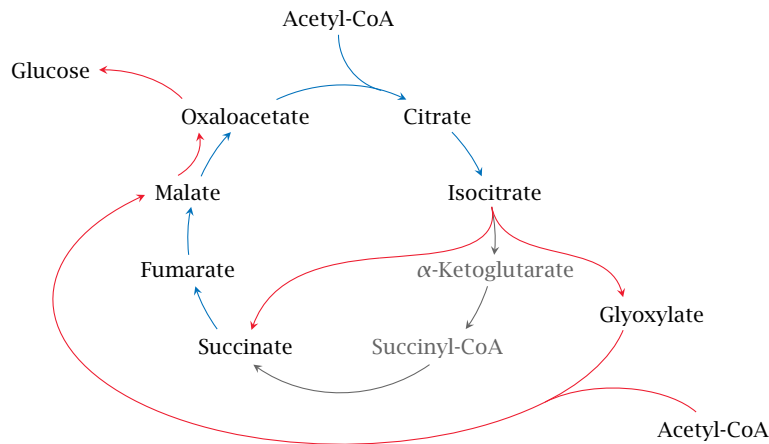 Acetyl-CoA
Glucose
Oxaloacetate
Citrate
Malate
Isocitrate
Fumarate
α-Ketoglutarate
Glyoxylate
Succinate
Succinyl-CoA
Acetyl-CoA